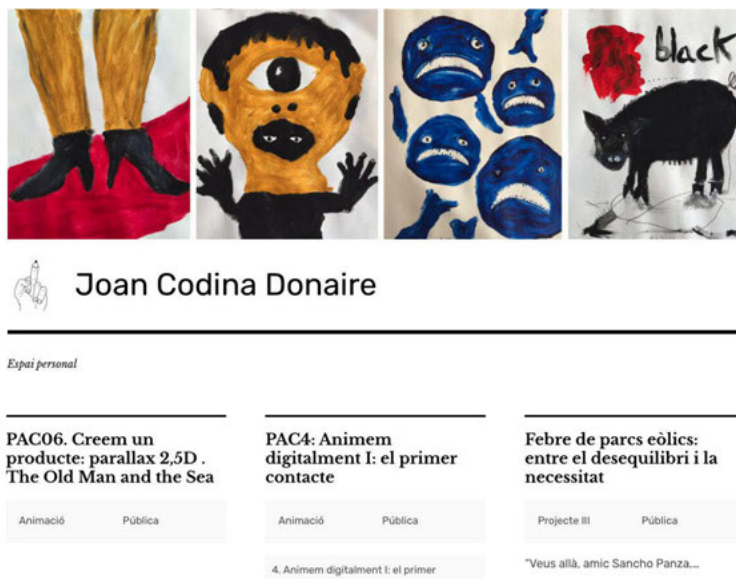 black
Joan Codina Donaire
Espai personal
PAC06. Creem un
producte: parallax 2,5D .
The Old Man and the Sea
Animació Pública
PAC4: Animem
digitalment I: el primer
contacte
Animació Pública
4. Animem digitalment I: el primer
Febre de parcs eòlics:
entre el desequilibri i la
necessitat
Projecte III Pública
"Veus allà, amic Sancho Panza,...